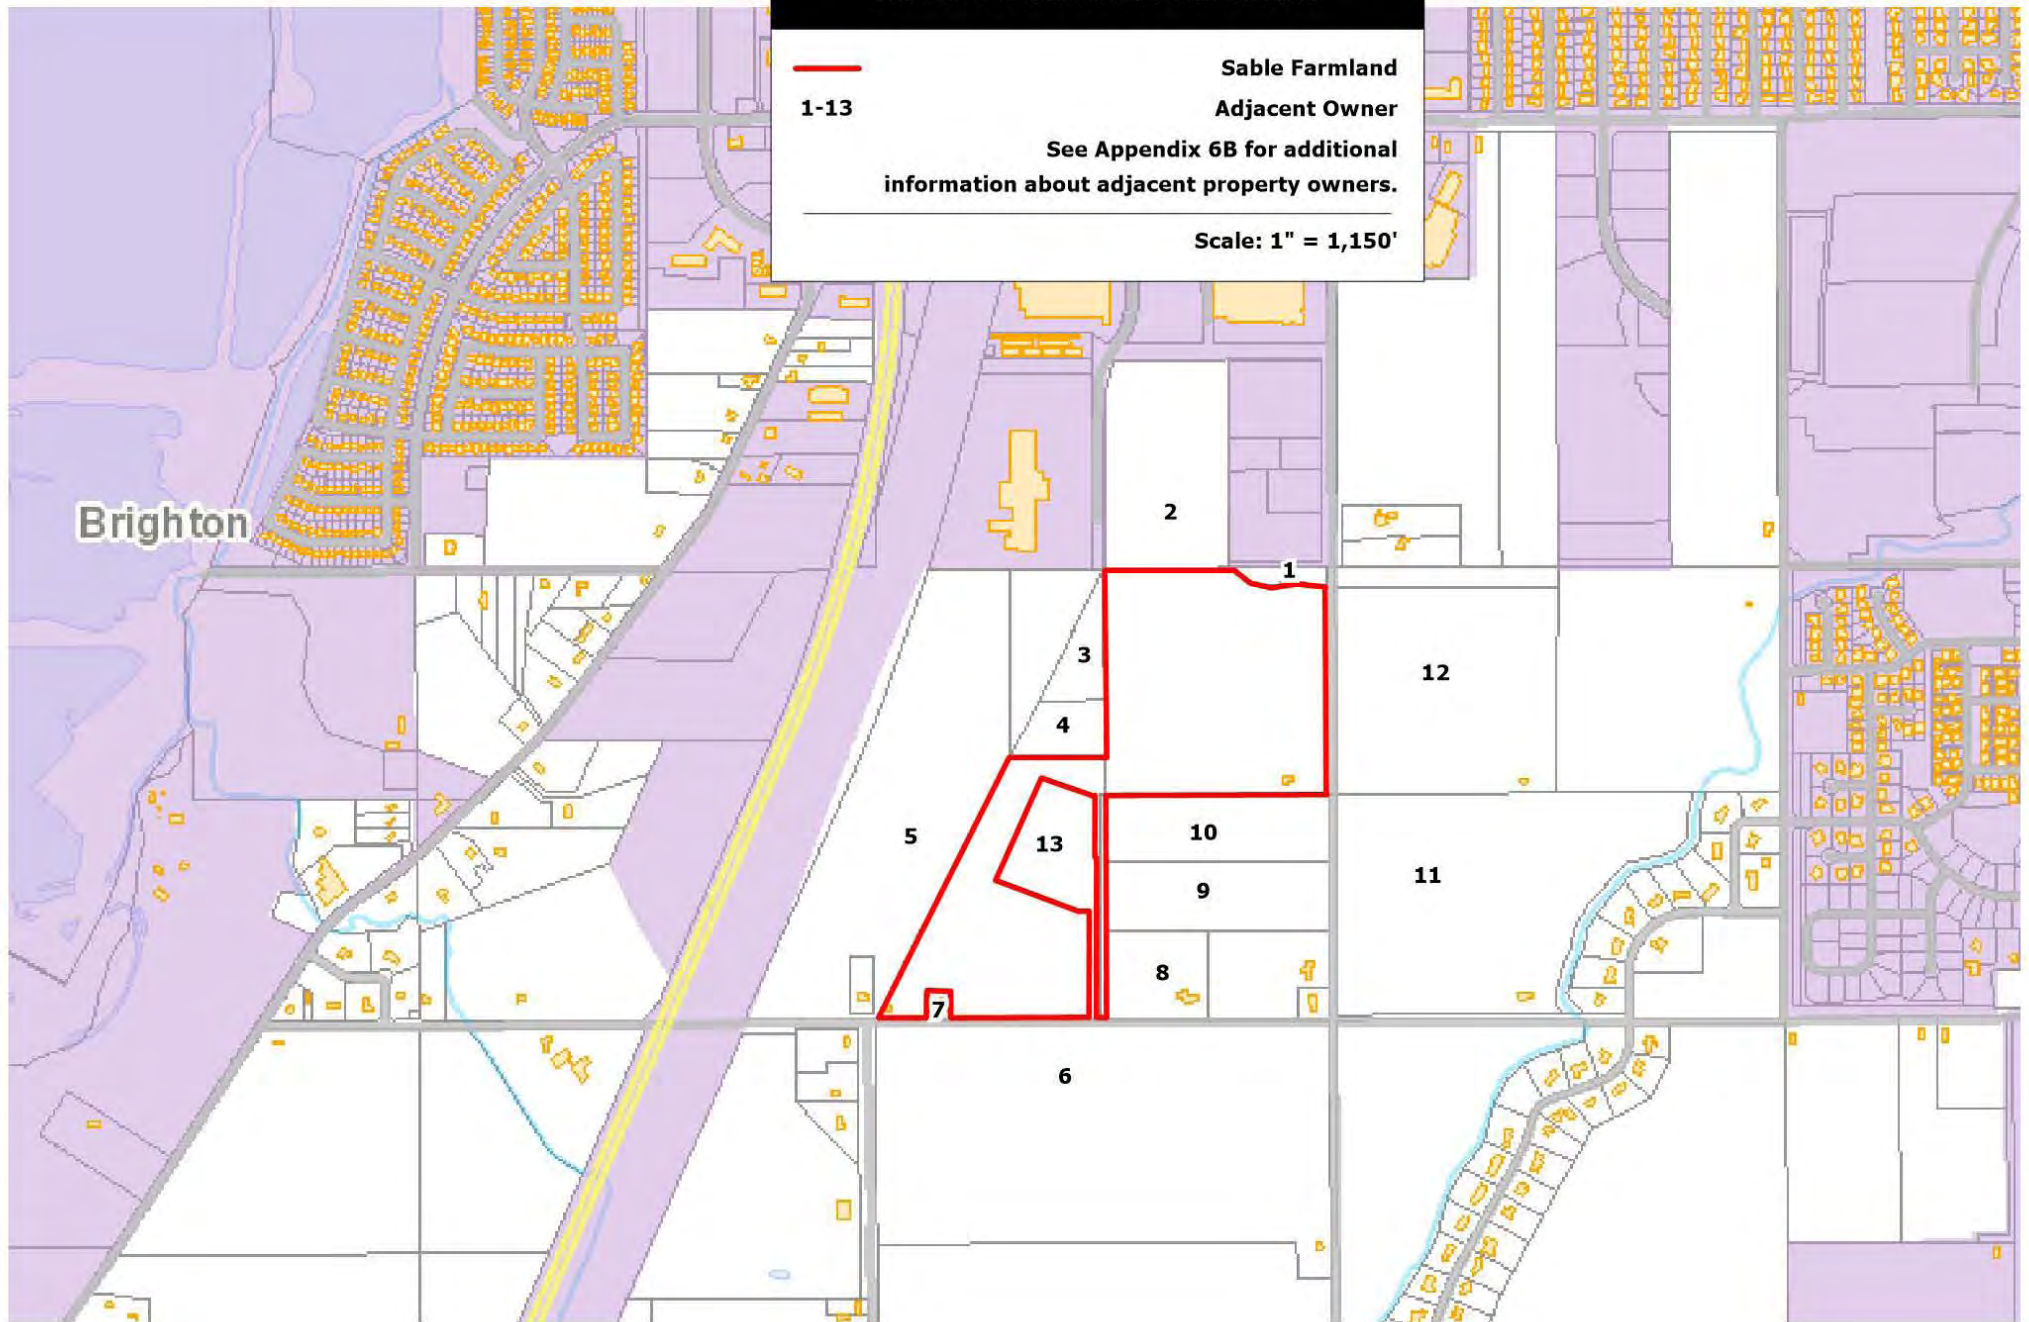 Sable Farmland
1-13 Adjacent Owner
See Appendix 6B for additional
information about adjacent property owners.
Scale: 1" = 1,150'
Brighton
2
1
3
12
4
5
13
10
11
9
8
7
6